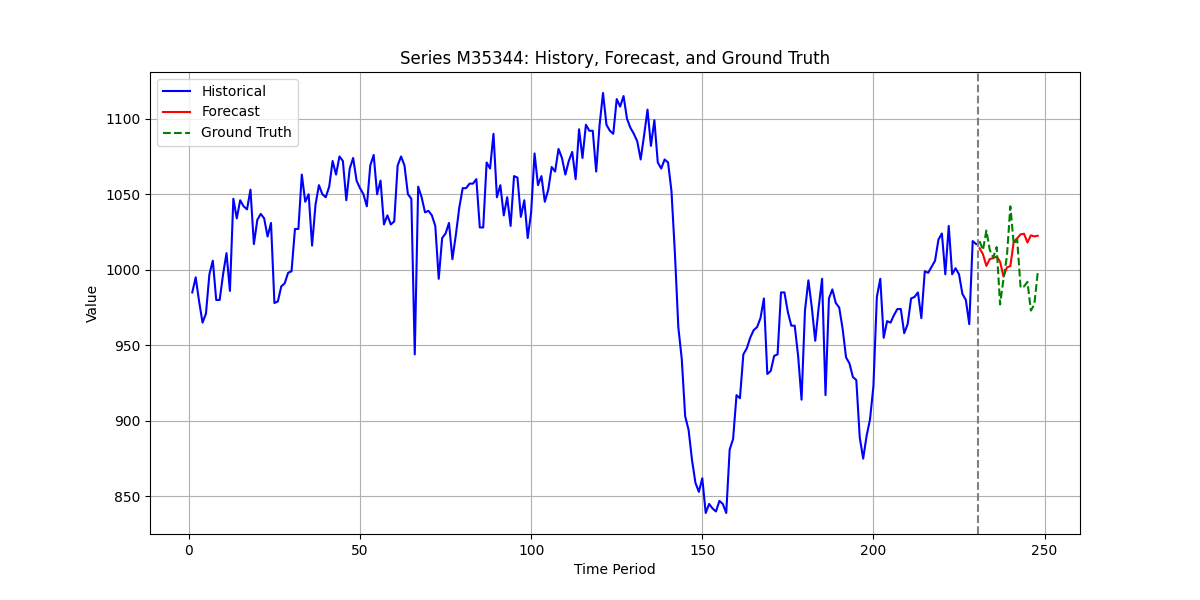 Series M35344: History, Forecast, and Ground Truth
Historical
Forecast
Ground Truth
Value
1100
1050
1000
950
900
850
0 50 100 150 200 250
Time Period